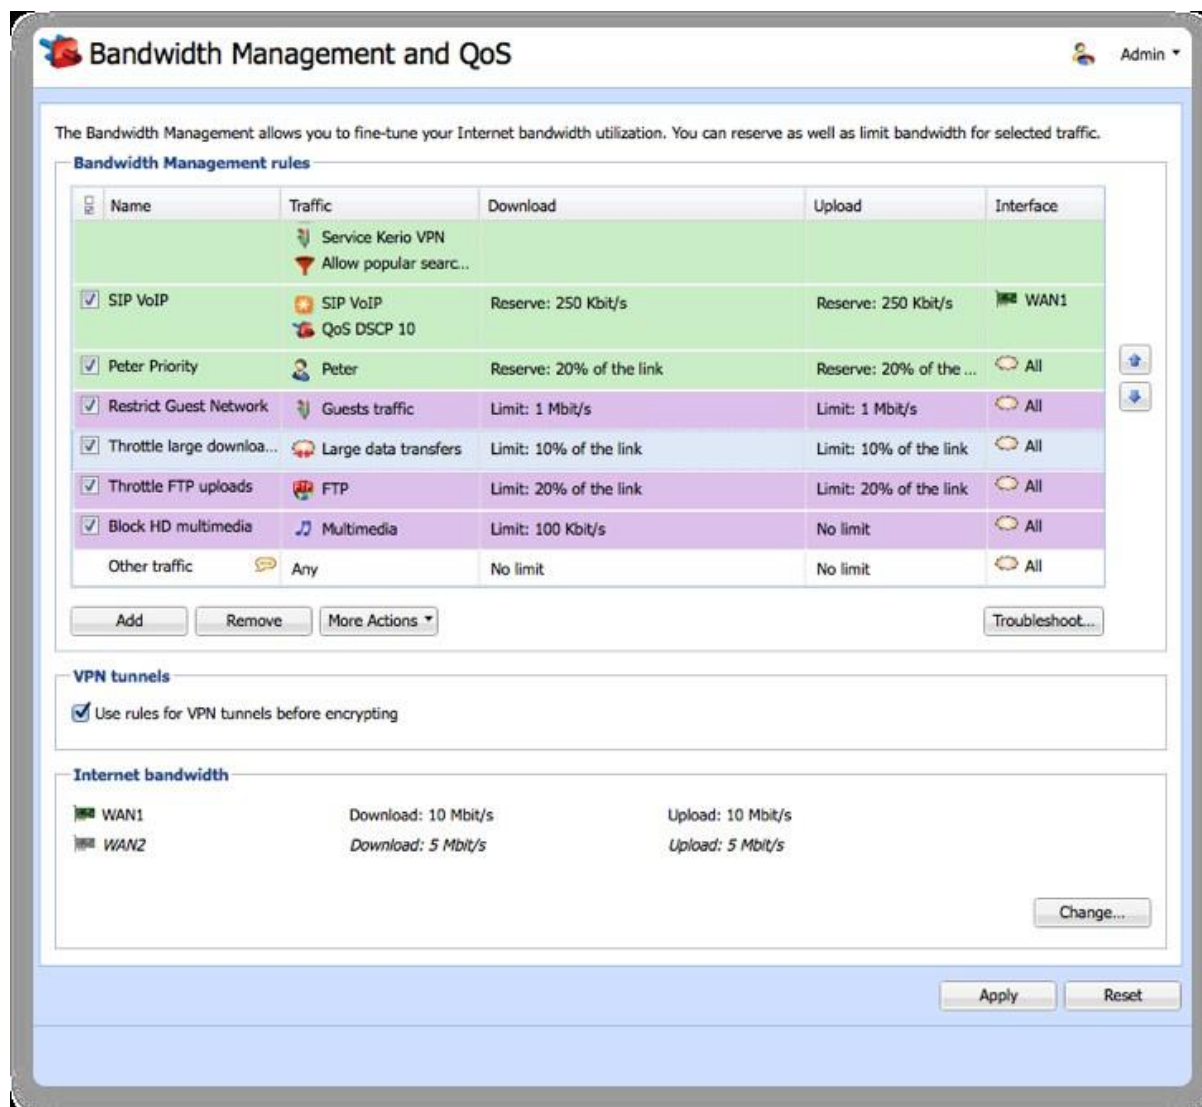 Bandwidth Management and QoS
Admin
The Bandwidth Management allows you to fine-tune your Internet bandwidth utilization. You can reserve as well as limit bandwidth for selected traffic.
Bandwidth Management rules
Name Traffic Download Upload Interface
Service Kerio VPN
Allow popular searc...
SIP VoIP SIP VoIP Reserve: 250 Kbit/s Reserve: 250 Kbit/s WAN1
QoS DSCP 10
Peter Priority Peter Reserve: 20% of the link Reserve: 20% of the ... All
Restrict Guest Network Guests traffic Limit: 1 Mbit/s Limit: 1 Mbit/s All
Throttle large downloa... Large data transfers Limit: 10% of the link Limit: 10% of the link All
Throttle FTP uploads FTP Limit: 20% of the link Limit: 20% of the link All
Block HD multimedia Multimedia Limit: 100 Kbit/s No limit All
Other traffic Any No limit No limit All
Add Remove More Actions Troubleshoot...
VPN tunnels
Use rules for VPN tunnels before encrypting
Internet bandwidth
WAN1 Download: 10 Mbit/s Upload: 10 Mbit/s
WAN2 Download: 5 Mbit/s Upload: 5 Mbit/s
Change...
Apply Reset